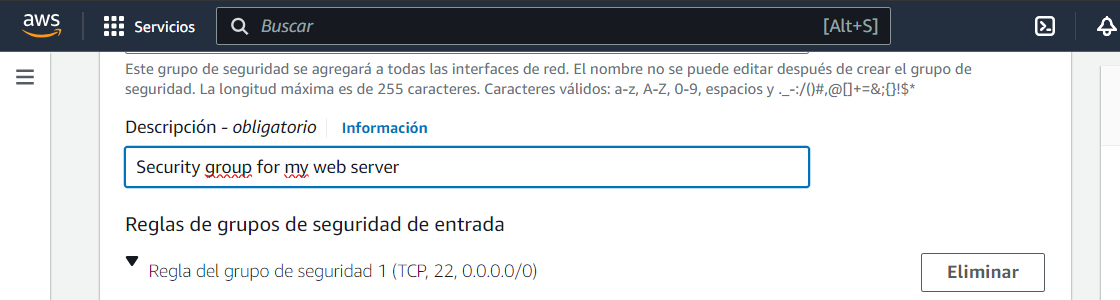 aws
Servicios
Buscar
[Alt+S]
Este grupo de seguridad se agregará a todas las interfaces de red. El nombre no se puede editar después de crear el grupo de
seguridad. La longitud máxima es de 255 caracteres. Caracteres válidos: a-z, A-Z, 0-9, espacios y ._-:/()#,@[]+=&;{}!$*
Descripción - obligatorio
Información
Security group for my web server
Reglas de grupos de seguridad de entrada
Regla del grupo de seguridad 1 (TCP, 22, 0.0.0.0/0)
Eliminar